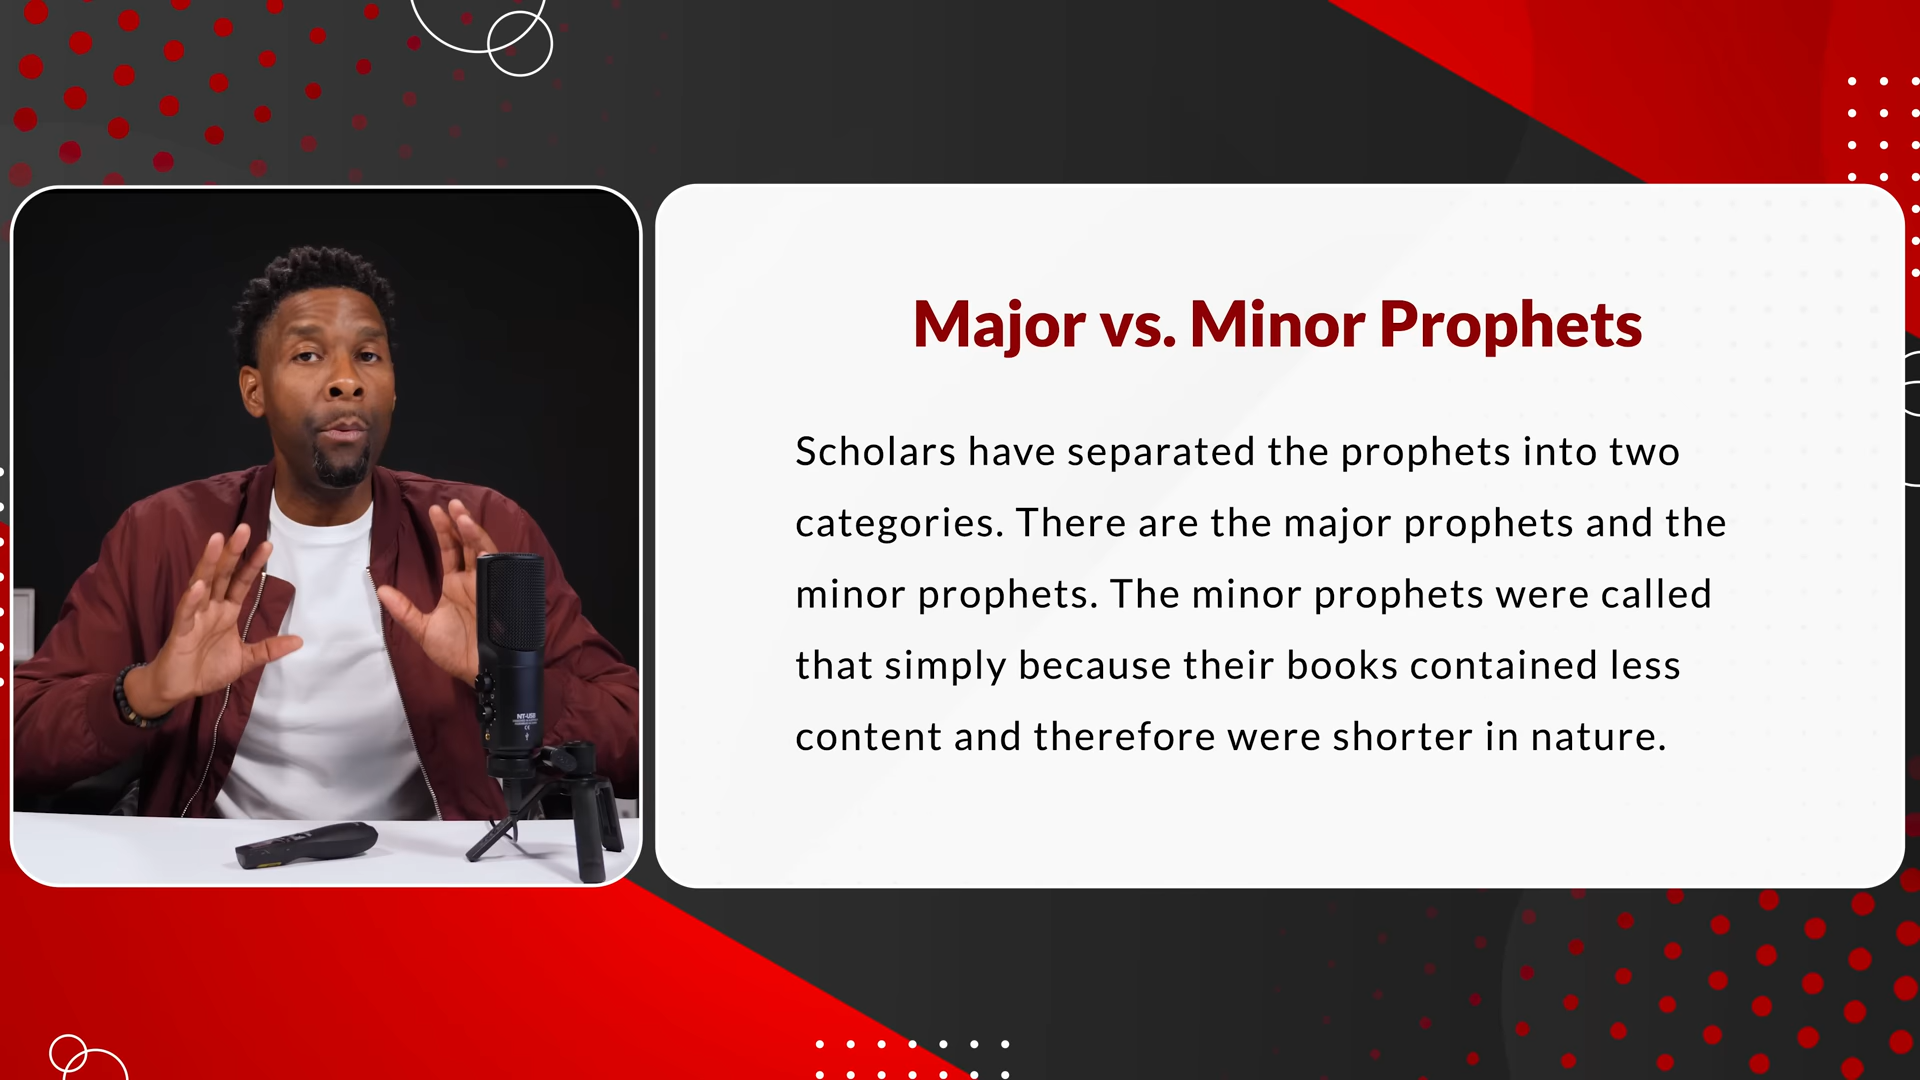 Major vs. Minor Prophets
Scholars have separated the prophets into two
categories. There are the major prophets and the
minor prophets. The minor prophets were called
that simply because their books contained less
content and therefore were shorter in nature.
NT-USB